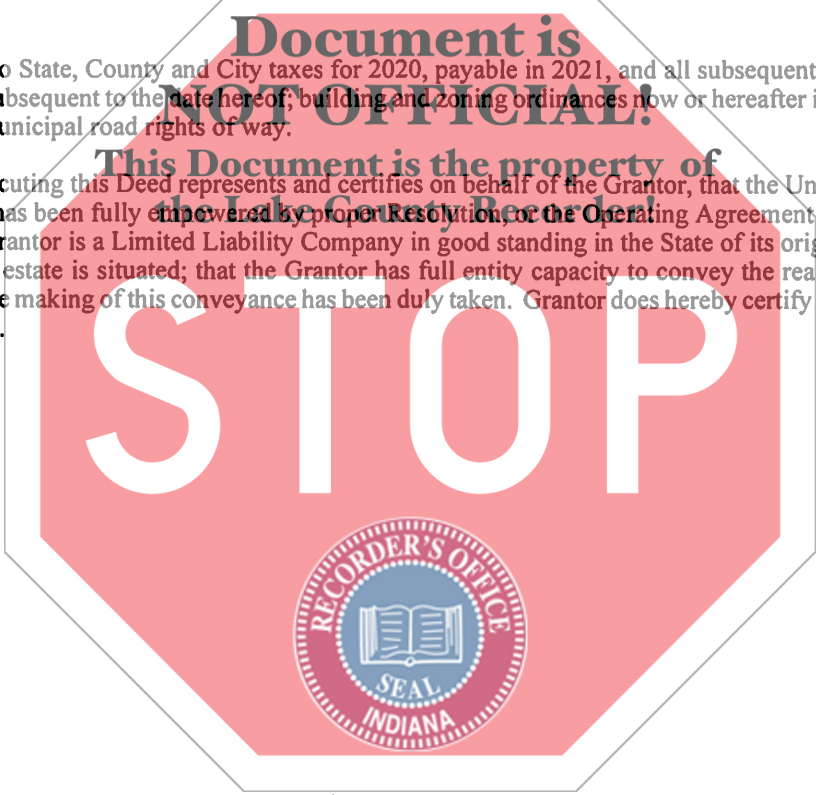 Document is
o State, County and City taxes for 2020, payable in 2021, and all subsequent
NOT OFFICIAL!
bsequent to the date hereof; building and zoning ordinances now or hereafter i
unicipal road rights of way.
This Document is the property of
cuting this Deed represents and certifies on behalf of the Grantor, that the Un
the Lake County Recorder!
as been fully empowered by proper Resolution, or the Operating Agreement
rantor is a Limited Liability Company in good standing in the State of its orig
estate is situated; that the Grantor has full entity capacity to convey the rea
e making of this conveyance has been duly taken. Grantor does hereby certify
.
STOP
RECORDER'S OFFICE
SEAL
INDIANA